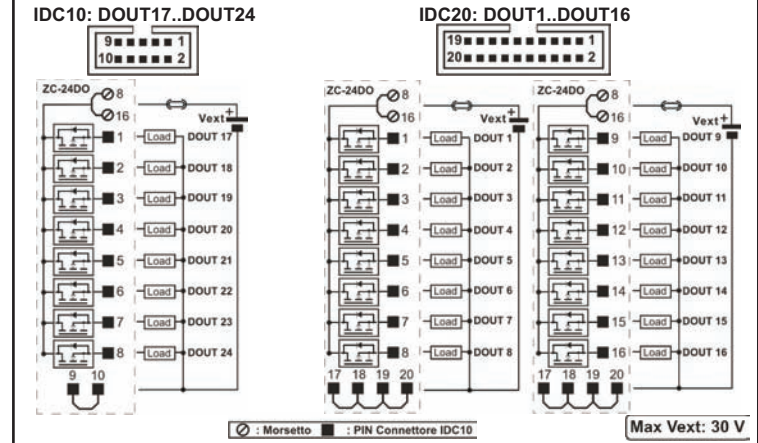 IDC10: DOUT17..DOUT24
9 1
10 2
ZC-24DO
8
16
Vext +
1 Load DOUT 17
2 Load DOUT 18
3 Load DOUT 19
4 Load DOUT 20
5 Load DOUT 21
6 Load DOUT 22
7 Load DOUT 23
8 Load DOUT 24
9 10
IDC20: DOUT1..DOUT16
19 1
20 2
ZC-24DO
8
16
Vext +
1 Load DOUT 1
2 Load DOUT 2
3 Load DOUT 3
4 Load DOUT 4
5 Load DOUT 5
6 Load DOUT 6
7 Load DOUT 7
8 Load DOUT 8
17 18 19 20
ZC-24DO
8
16
Vext +
9 Load DOUT 9
10 Load DOUT 10
11 Load DOUT 11
12 Load DOUT 12
13 Load DOUT 13
14 Load DOUT 14
15 Load DOUT 15
16 Load DOUT 16
17 18 19 20
: Morsetto : PIN Connettore IDC10
Max Vext: 30 V